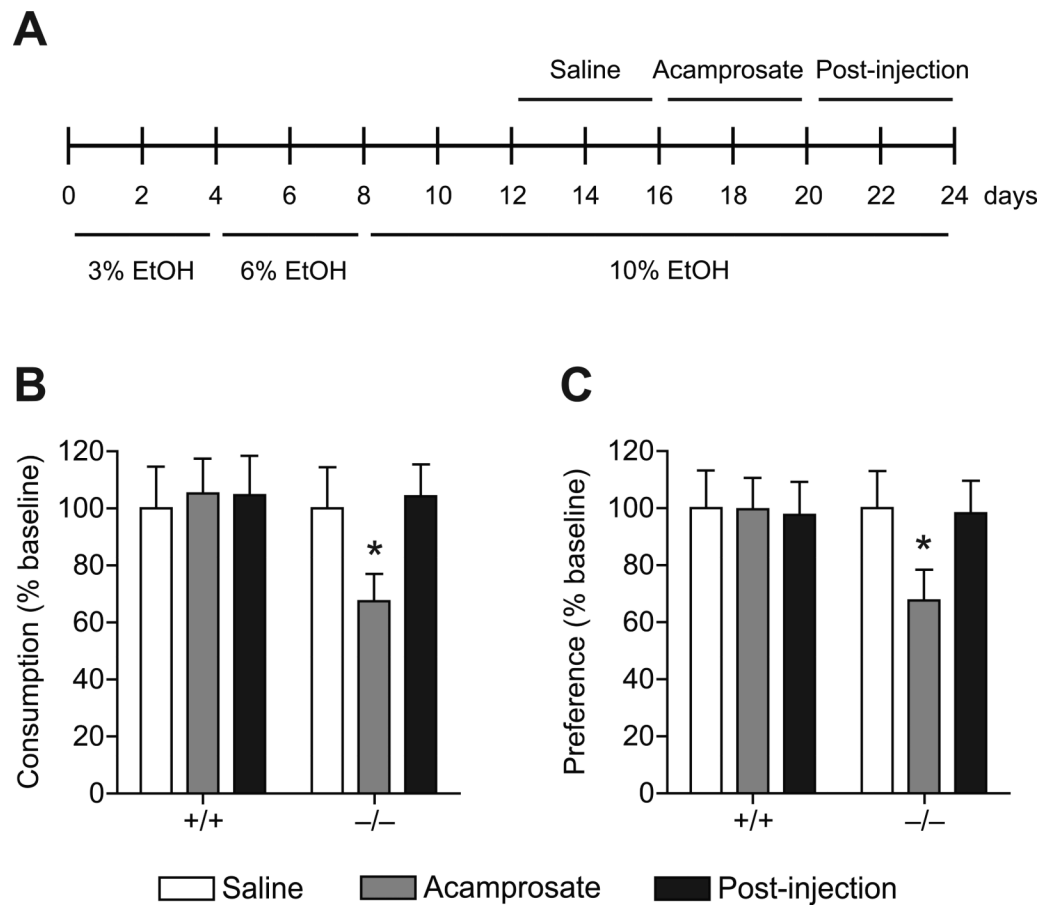 A
Saline Acamprosate Post-injection
0 2 4 6 8 10 12 14 16 18 20 22 24 days
3% EtOH 6% EtOH 10% EtOH
B
Consumption (% baseline)
120
100
80
60
40
20
0
*
+/+ –/–
C
Preference (% baseline)
120
100
80
60
40
20
0
*
+/+ –/–
Saline Acamprosate Post-injection